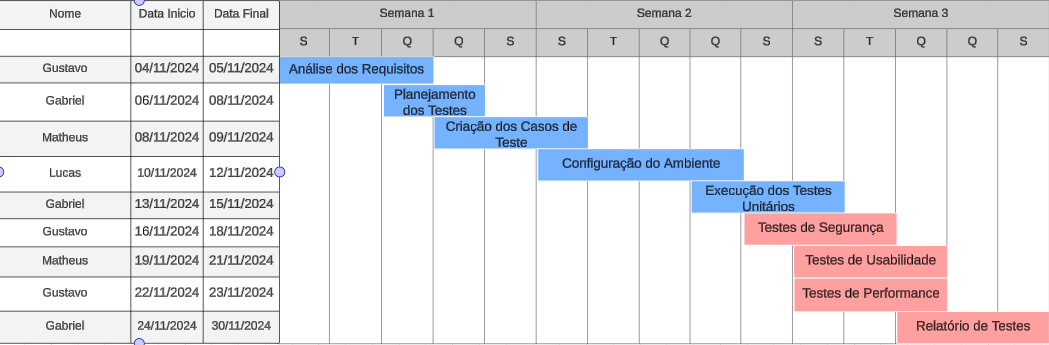 Nome Data Inicio Data Final Semana 1 Semana 2 Semana 3
S T Q Q S S T Q Q S S T Q Q S
Gustavo 04/11/2024 05/11/2024 Análise dos Requisitos
Gabriel 06/11/2024 08/11/2024 Planejamento
dos Testes
Matheus 08/11/2024 09/11/2024 Criação dos Casos de
Teste
Lucas 10/11/2024 12/11/2024 Configuração do Ambiente
Gabriel 13/11/2024 15/11/2024 Execução dos Testes
Unitários
Gustavo 16/11/2024 18/11/2024 Testes de Segurança
Matheus 19/11/2024 21/11/2024 Testes de Usabilidade
Gustavo 22/11/2024 23/11/2024 Testes de Performance
Gabriel 24/11/2024 30/11/2024 Relatório de Testes